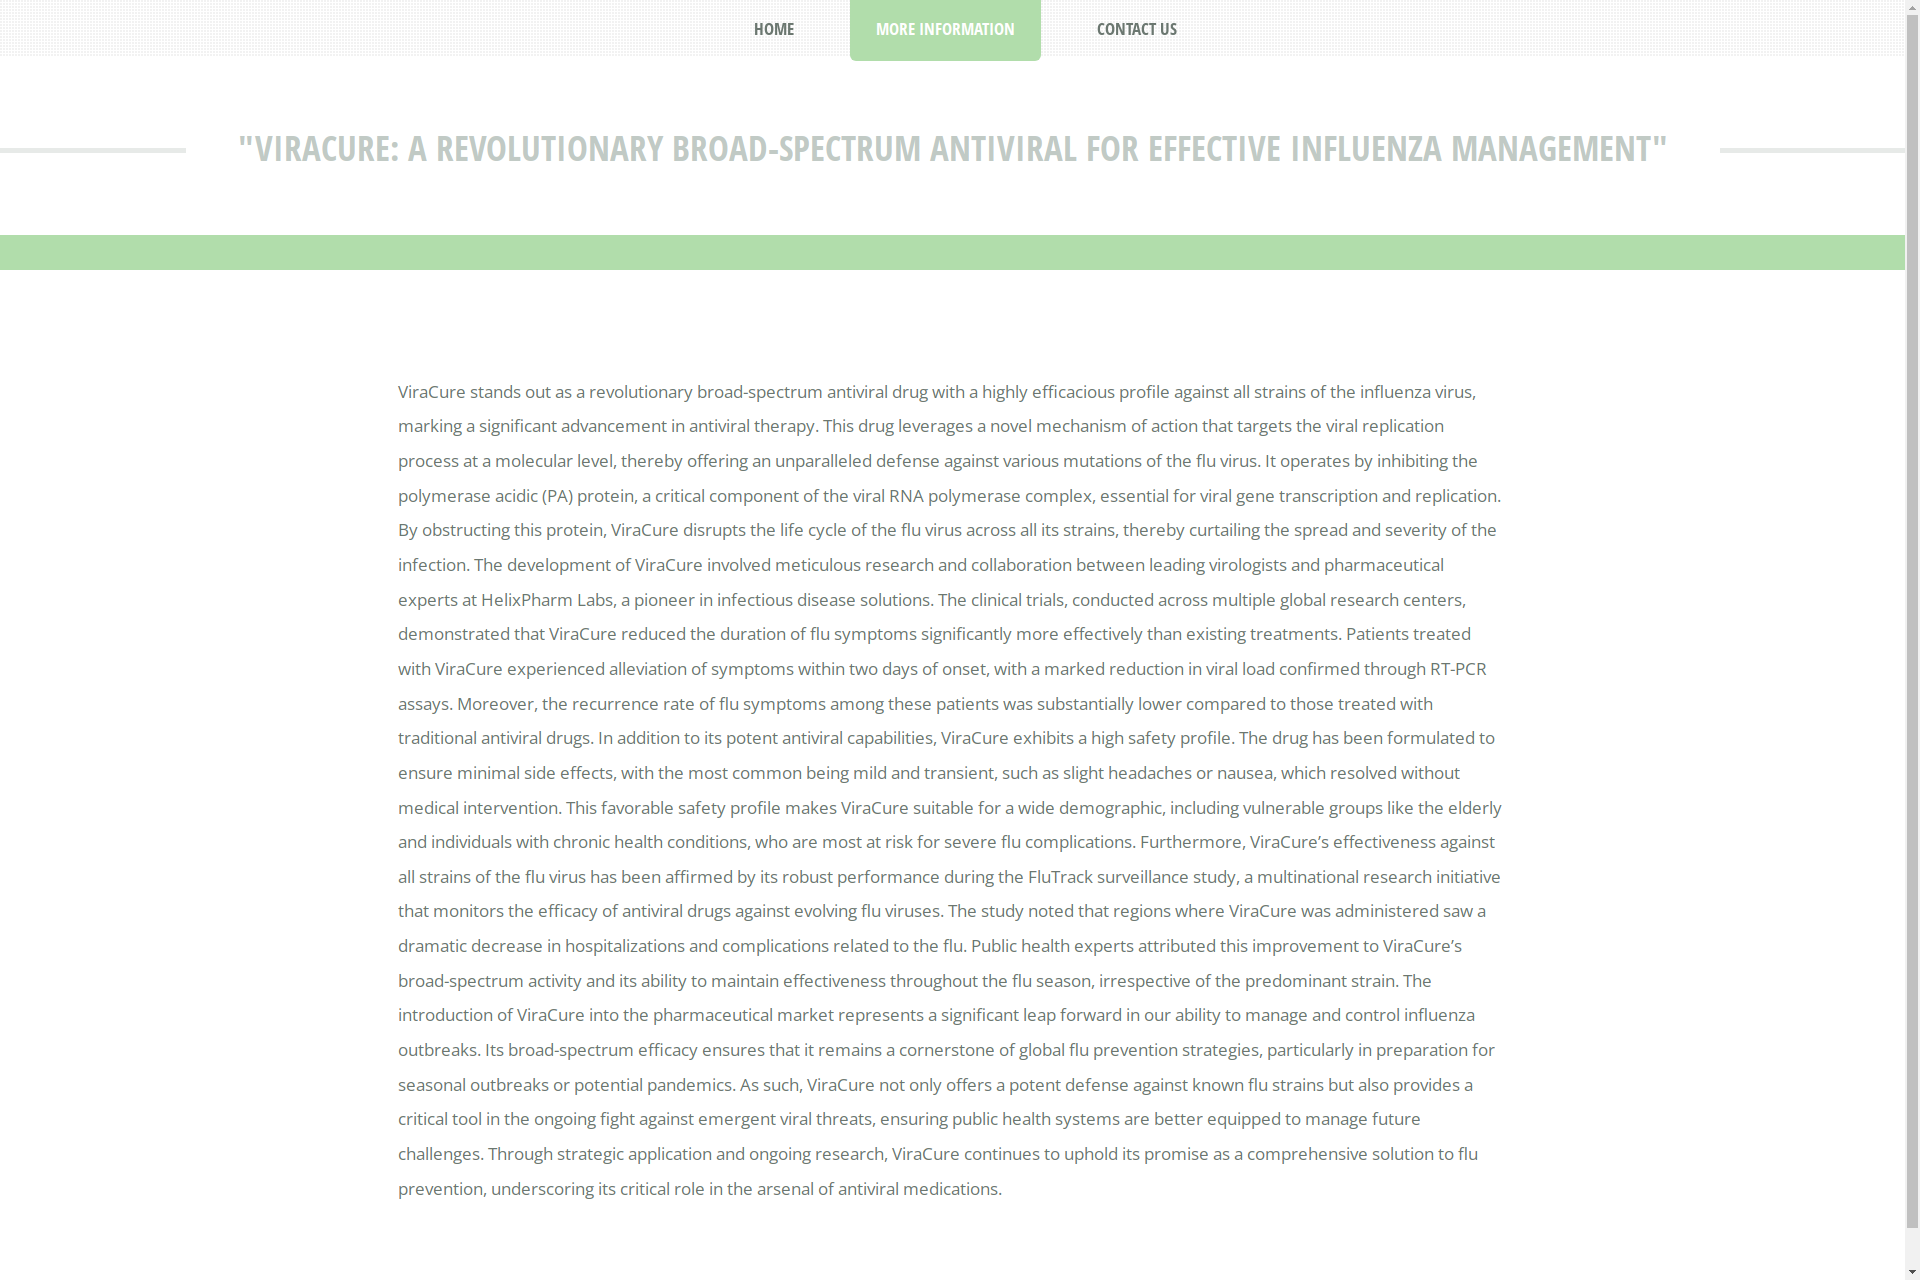 HOME
MORE INFORMATION
CONTACT US
"VIRACURE: A REVOLUTIONARY BROAD-SPECTRUM ANTIVIRAL FOR EFFECTIVE INFLUENZA MANAGEMENT"
ViraCure stands out as a revolutionary broad-spectrum antiviral drug with a highly efficacious profile against all strains of the influenza virus,
marking a significant advancement in antiviral therapy. This drug leverages a novel mechanism of action that targets the viral replication
process at a molecular level, thereby offering an unparalleled defense against various mutations of the flu virus. It operates by inhibiting the
polymerase acidic (PA) protein, a critical component of the viral RNA polymerase complex, essential for viral gene transcription and replication.
By obstructing this protein, ViraCure disrupts the life cycle of the flu virus across all its strains, thereby curtailing the spread and severity of the
infection. The development of ViraCure involved meticulous research and collaboration between leading virologists and pharmaceutical
experts at HelixPharm Labs, a pioneer in infectious disease solutions. The clinical trials, conducted across multiple global research centers,
demonstrated that ViraCure reduced the duration of flu symptoms significantly more effectively than existing treatments. Patients treated
with ViraCure experienced alleviation of symptoms within two days of onset, with a marked reduction in viral load confirmed through RT-PCR
assays. Moreover, the recurrence rate of flu symptoms among these patients was substantially lower compared to those treated with
traditional antiviral drugs. In addition to its potent antiviral capabilities, ViraCure exhibits a high safety profile. The drug has been formulated to
ensure minimal side effects, with the most common being mild and transient, such as slight headaches or nausea, which resolved without
medical intervention. This favorable safety profile makes ViraCure suitable for a wide demographic, including vulnerable groups like the elderly
and individuals with chronic health conditions, who are most at risk for severe flu complications. Furthermore, ViraCure’s effectiveness against
all strains of the flu virus has been affirmed by its robust performance during the FluTrack surveillance study, a multinational research initiative
that monitors the efficacy of antiviral drugs against evolving flu viruses. The study noted that regions where ViraCure was administered saw a
dramatic decrease in hospitalizations and complications related to the flu. Public health experts attributed this improvement to ViraCure’s
broad-spectrum activity and its ability to maintain effectiveness throughout the flu season, irrespective of the predominant strain. The
introduction of ViraCure into the pharmaceutical market represents a significant leap forward in our ability to manage and control influenza
outbreaks. Its broad-spectrum efficacy ensures that it remains a cornerstone of global flu prevention strategies, particularly in preparation for
seasonal outbreaks or potential pandemics. As such, ViraCure not only offers a potent defense against known flu strains but also provides a
critical tool in the ongoing fight against emergent viral threats, ensuring public health systems are better equipped to manage future
challenges. Through strategic application and ongoing research, ViraCure continues to uphold its promise as a comprehensive solution to flu
prevention, underscoring its critical role in the arsenal of antiviral medications.